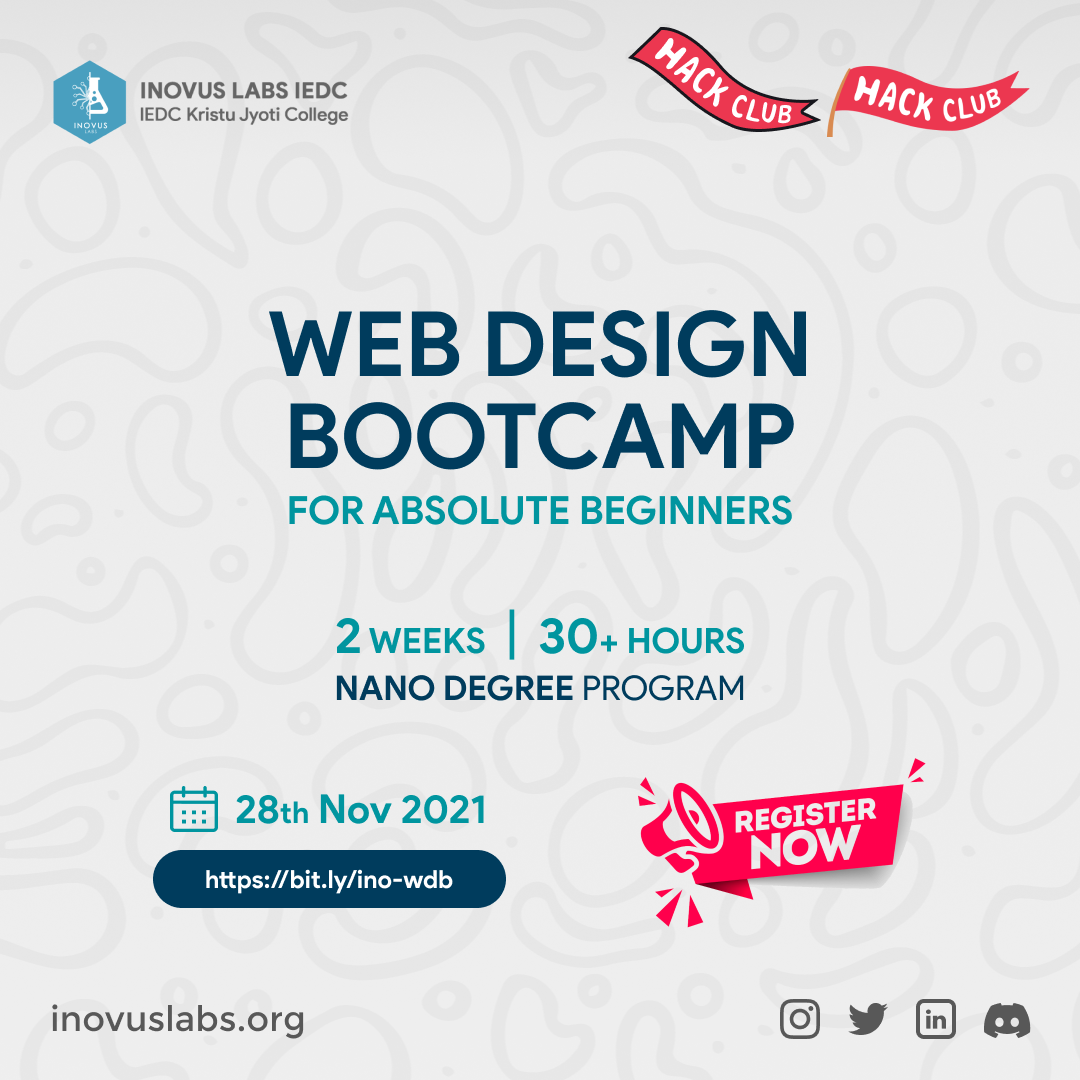 INOVUS LABS IEDC
IEDC Kristu Jyoti College
INOVUS
LABS
HACK CLUB
HACK CLUB
WEB DESIGN
BOOTCAMP
FOR ABSOLUTE BEGINNERS
2 WEEKS | 30+ HOURS
NANO DEGREE PROGRAM
28th Nov 2021
https://bit.ly/ino-wdb
REGISTER
NOW
inovuslabs.org
in